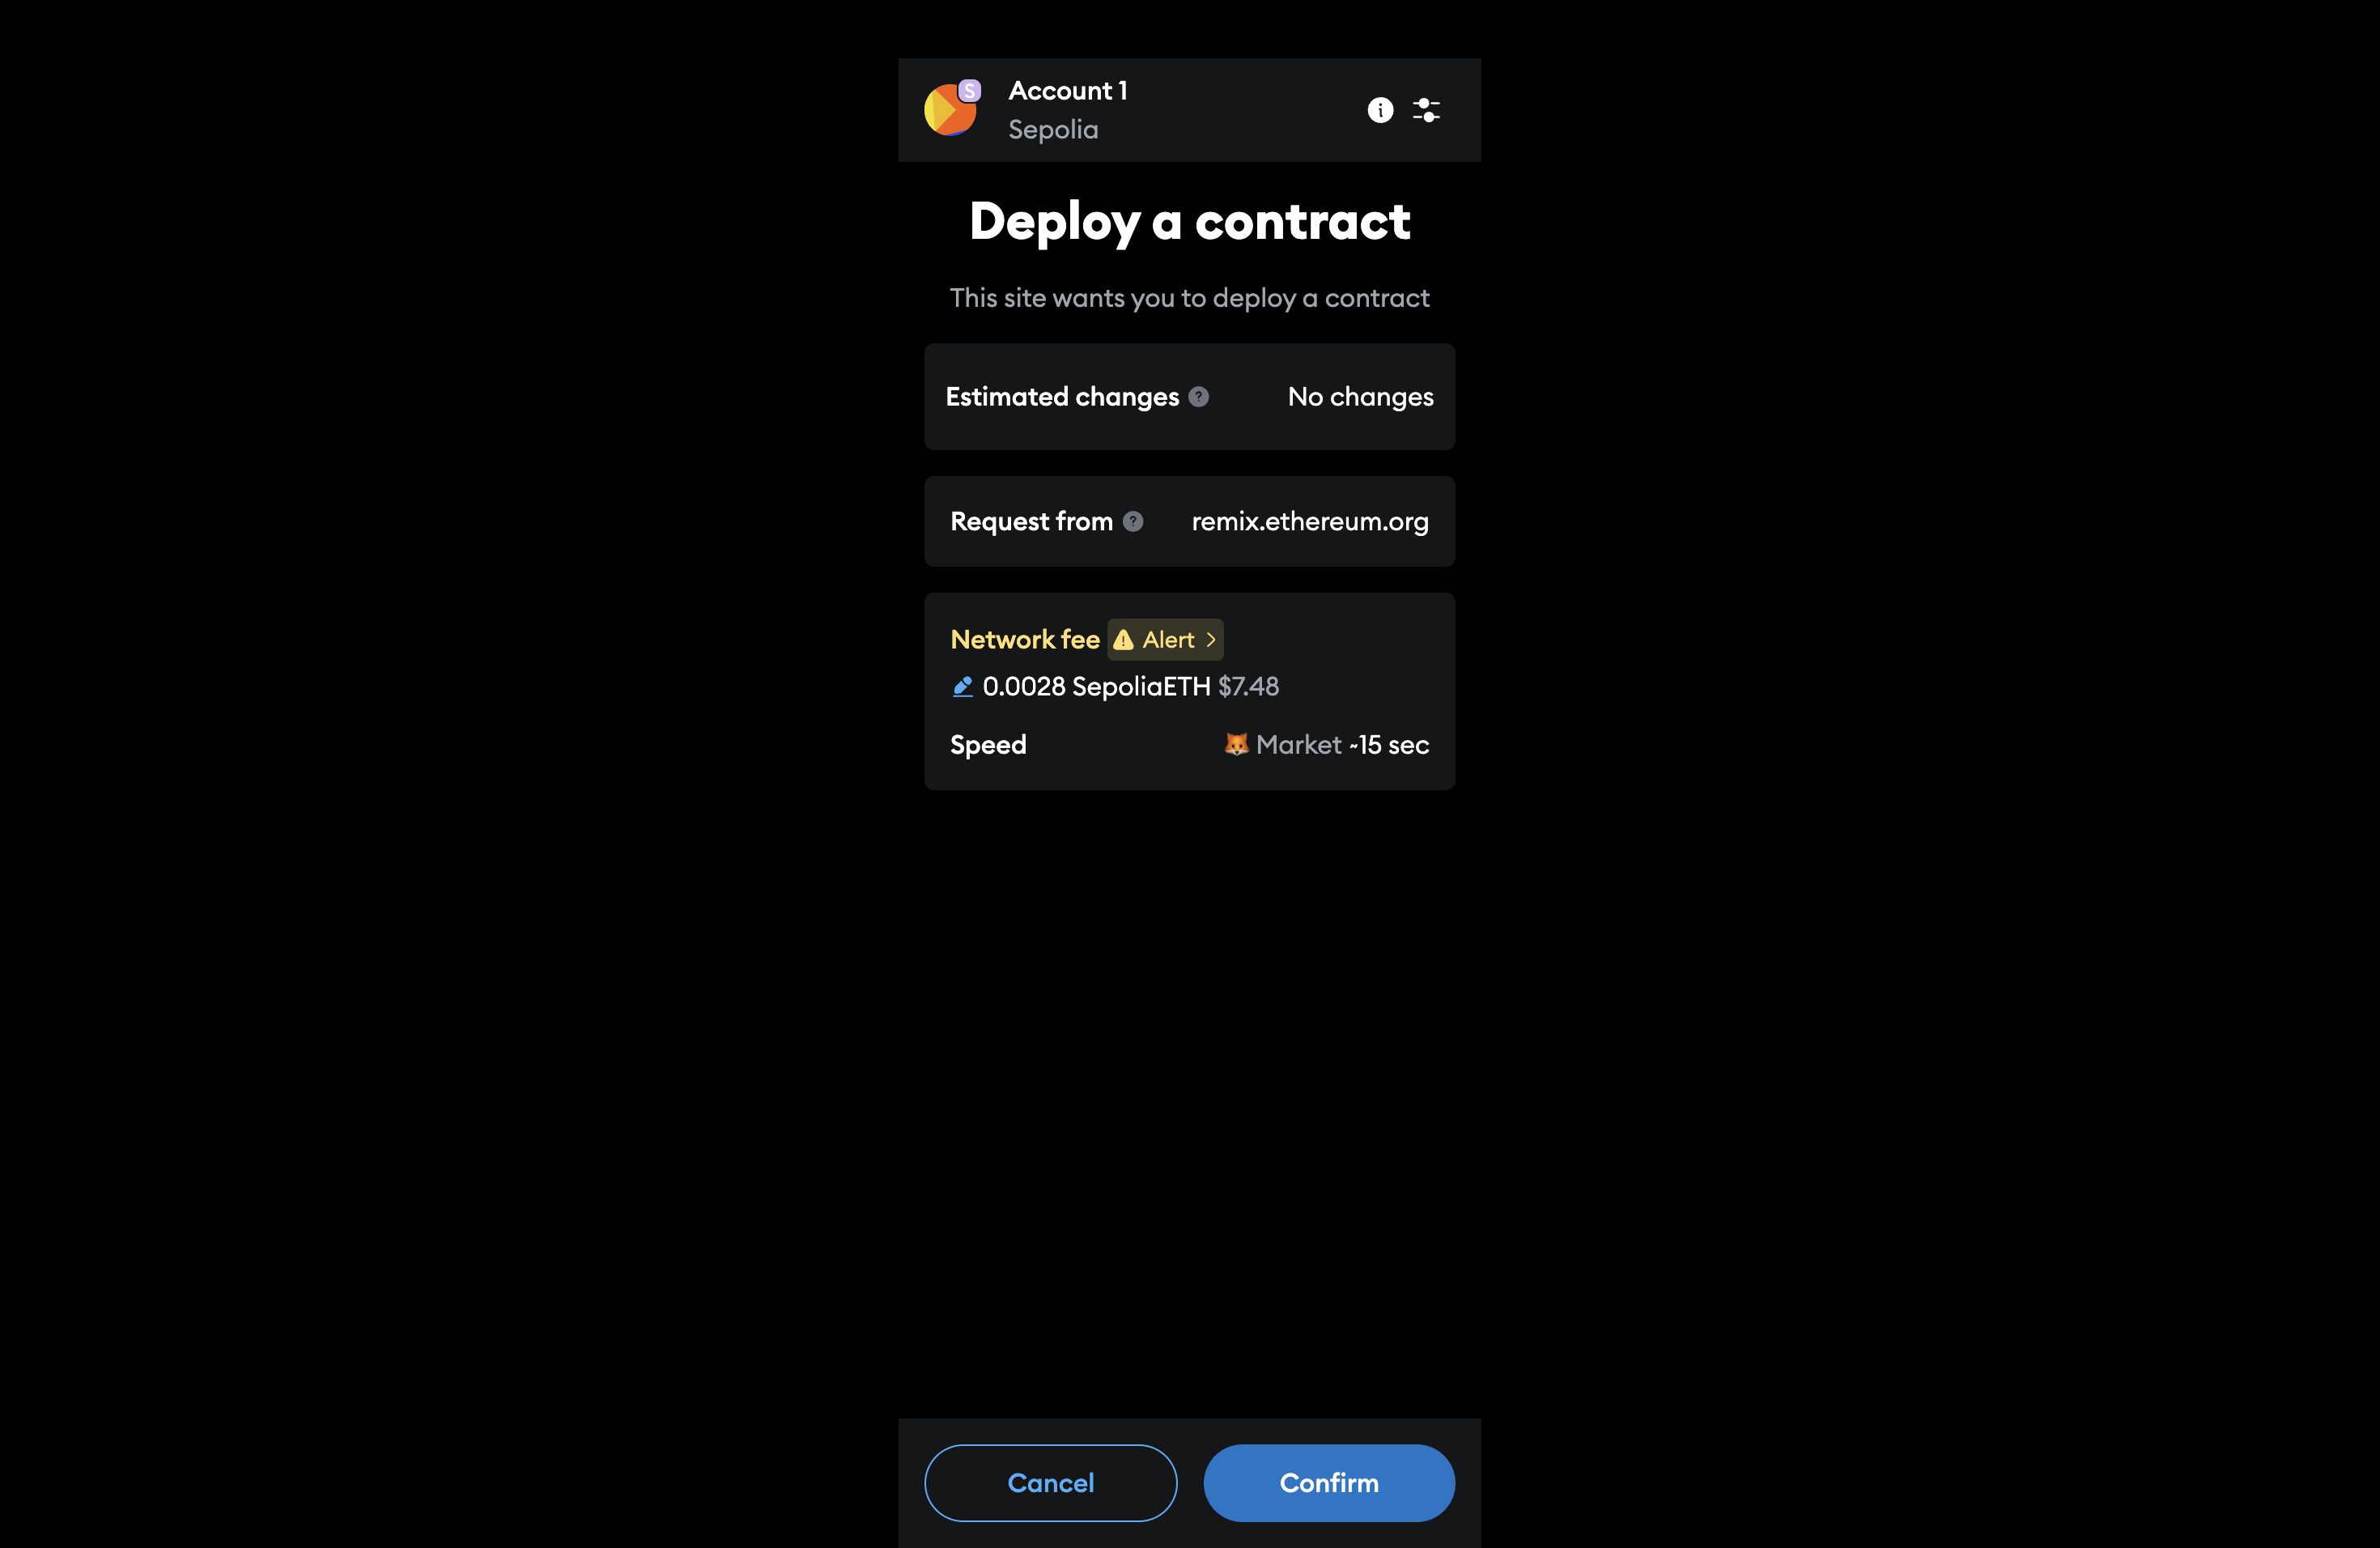 S
Account 1
Sepolia
Deploy a contract
This site wants you to deploy a contract
Estimated changes ? No changes
Request from ? remix.ethereum.org
Network fee Alert >
0.0028 SepoliaETH $7.48
Speed 🦊 Market ~15 sec
Cancel Confirm